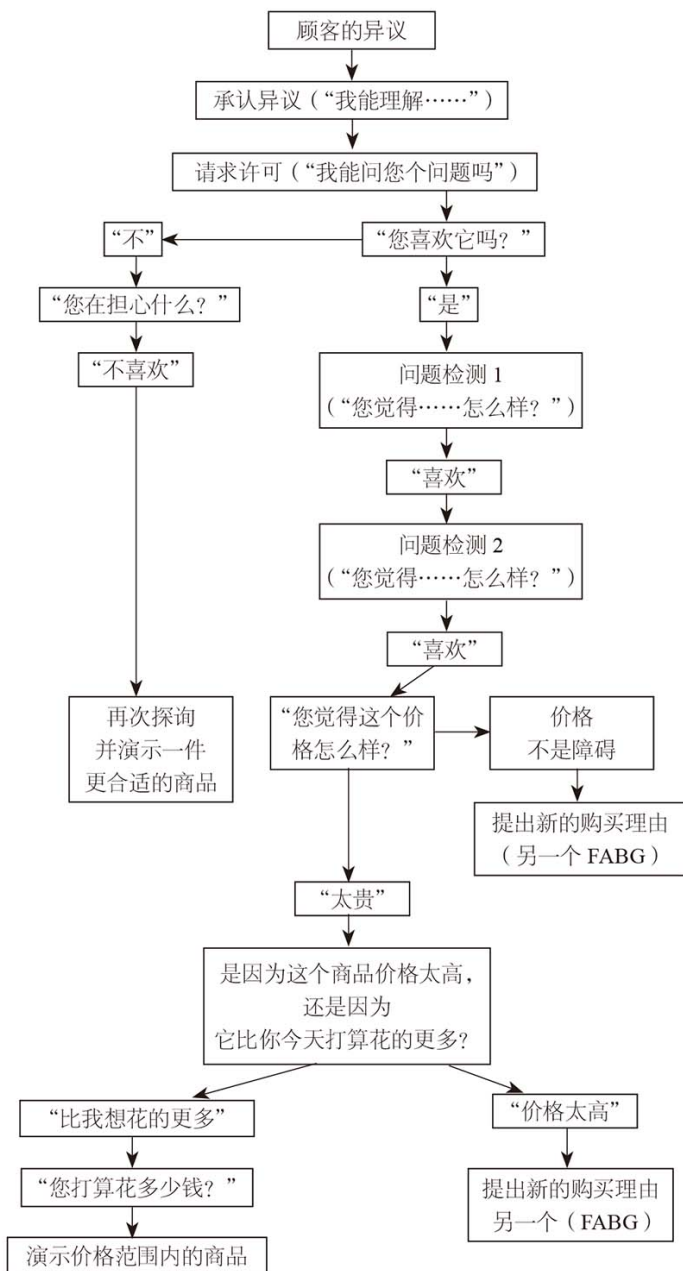 顾客的异议
承认异议（“我能理解……”）
请求许可（“我能问您个问题吗”）
“不”
“您喜欢它吗？”
“您在担心什么？”
“是”
“不喜欢”
问题检测 1
（“您觉得……怎么样？”）
“喜欢”
问题检测 2
（“您觉得……怎么样？”）
“喜欢”
再次探询
并演示一件
更合适的商品
“您觉得这个价
格怎么样？”
价格
不是障碍
提出新的购买理由
（另一个 FABG）
“太贵”
是因为这个商品价格太高，
还是因为
它比你今天打算花的更多？
“比我想花的更多”
“价格太高”
“您打算花多少钱？”
提出新的购买理由
另一个（FABG）
演示价格范围内的商品